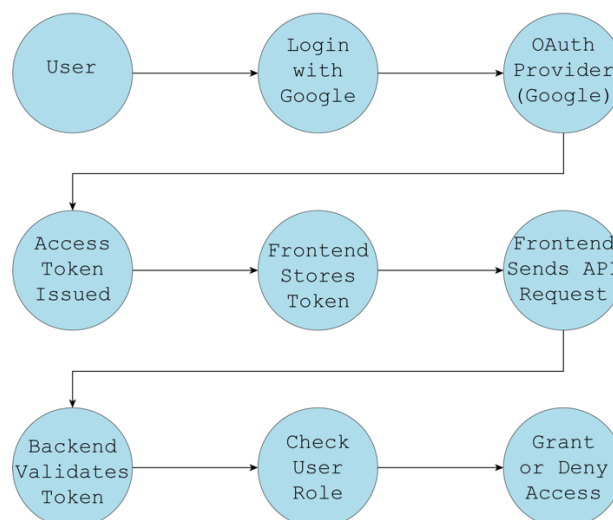 User
Login
with
Google
OAuth
Provider
(Google)
Access
Token
Issued
Frontend
Stores
Token
Frontend
Sends API
Request
Backend
Validates
Token
Check
User
Role
Grant
or Deny
Access